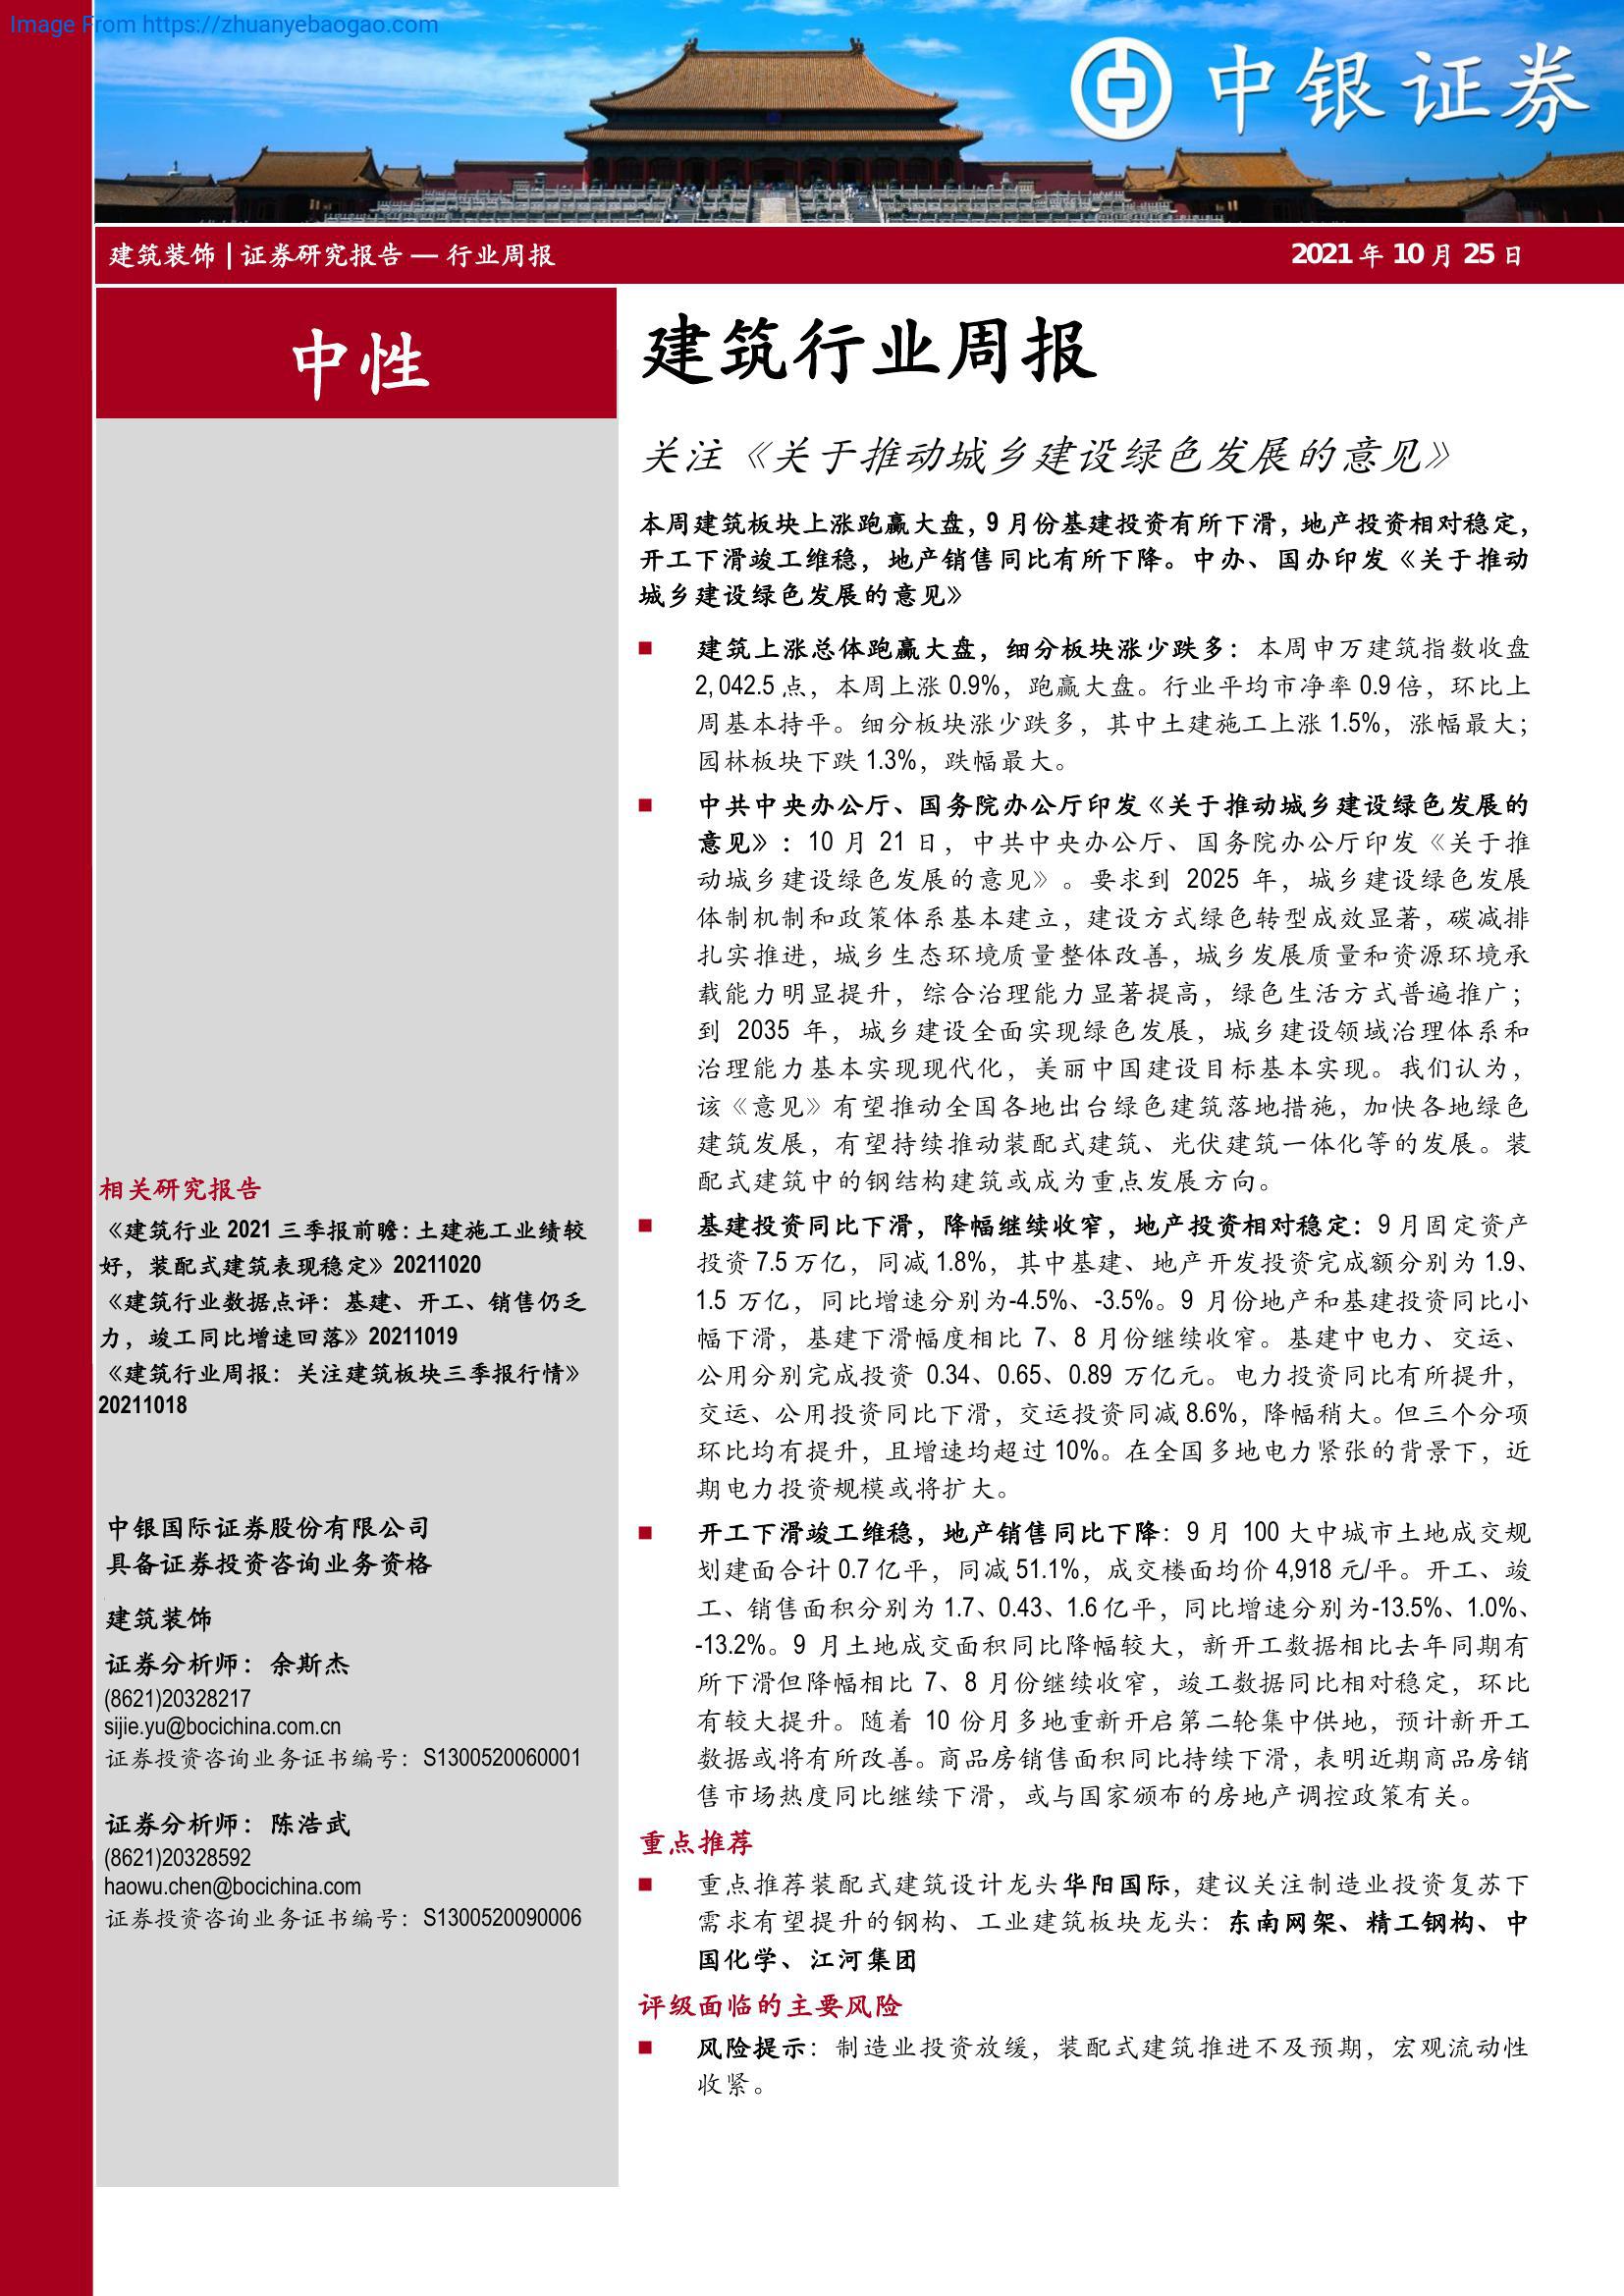 Image From https://zhuanyebaogao.com
中银证券
建筑装饰 | 证券研究报告 — 行业周报
2021 年 10 月 25 日
中性
相关研究报告
《建筑行业 2021 三季报前瞻：土建施工业绩较
好，装配式建筑表现稳定》20211020
《建筑行业数据点评：基建、开工、销售仍乏
力，竣工同比增速回落》20211019
《建筑行业周报：关注建筑板块三季报行情》
20211018
中银国际证券股份有限公司
具备证券投资咨询业务资格
建筑装饰
证券分析师：余斯杰
(8621)20328217
sijie.yu@bocichina.com.cn
证券投资咨询业务证书编号：S1300520060001
证券分析师：陈浩武
(8621)20328592
haowu.chen@bocichina.com
证券投资咨询业务证书编号：S1300520090006
建筑行业周报
关注《关于推动城乡建设绿色发展的意见》
本周建筑板块上涨跑赢大盘，9 月份基建投资有所下滑，地产投资相对稳定，
开工下滑竣工维稳，地产销售同比有所下降。中办、国办印发《关于推动
城乡建设绿色发展的意见》
■ 建筑上涨总体跑赢大盘，细分板块涨少跌多：本周申万建筑指数收盘
2,042.5 点，本周上涨 0.9%，跑赢大盘。行业平均市净率 0.9 倍，环比上
周基本持平。细分板块涨少跌多，其中土建施工上涨 1.5%，涨幅最大；
园林板块下跌 1.3%，跌幅最大。
■ 中共中央办公厅、国务院办公厅印发《关于推动城乡建设绿色发展的
意见》：10 月 21 日，中共中央办公厅、国务院办公厅印发《关于推
动城乡建设绿色发展的意见》。要求到 2025 年，城乡建设绿色发展
体制机制和政策体系基本建立，建设方式绿色转型成效显著，碳减排
扎实推进，城乡生态环境质量整体改善，城乡发展质量和资源环境承
载能力明显提升，综合治理能力显著提高，绿色生活方式普遍推广；
到 2035 年，城乡建设全面实现绿色发展，城乡建设领域治理体系和
治理能力基本实现现代化，美丽中国建设目标基本实现。我们认为，
该《意见》有望推动全国各地出台绿色建筑落地措施，加快各地绿色
建筑发展，有望持续推动装配式建筑、光伏建筑一体化等的发展。装
配式建筑中的钢结构建筑或成为重点发展方向。
■ 基建投资同比下滑，降幅继续收窄，地产投资相对稳定：9 月固定资产
投资 7.5 万亿，同减 1.8%，其中基建、地产开发投资完成额分别为 1.9、
1.5 万亿，同比增速分别为-4.5%、-3.5%。9 月份地产和基建投资同比小
幅下滑，基建下滑幅度相比 7、8 月份继续收窄。基建中电力、交运、
公用分别完成投资 0.34、0.65、0.89 万亿元。电力投资同比有所提升，
交运、公用投资同比下滑，交运投资同减 8.6%，降幅稍大。但三个分项
环比均有提升，且增速均超过 10%。在全国多地电力紧张的背景下，近
期电力投资规模或将扩大。
■ 开工下滑竣工维稳，地产销售同比下降：9 月 100 大中城市土地成交规
划建面合计 0.7 亿平，同减 51.1%，成交楼面均价 4,918 元/平。开工、竣
工、销售面积分别为 1.7、0.43、1.6 亿平，同比增速分别为-13.5%、1.0%、
-13.2%。9 月土地成交面积同比降幅较大，新开工数据相比去年同期有
所下滑但降幅相比 7、8 月份继续收窄，竣工数据同比相对稳定，环比
有较大提升。随着 10 份月多地重新开启第二轮集中供地，预计新开工
数据或将有所改善。商品房销售面积同比持续下滑，表明近期商品房销
售市场热度同比继续下滑，或与国家颁布的房地产调控政策有关。
重点推荐
■ 重点推荐装配式建筑设计龙头华阳国际，建议关注制造业投资复苏下
需求有望提升的钢构、工业建筑板块龙头：东南网架、精工钢构、中
国化学、江河集团
评级面临的主要风险
■ 风险提示：制造业投资放缓，装配式建筑推进不及预期，宏观流动性
收紧。